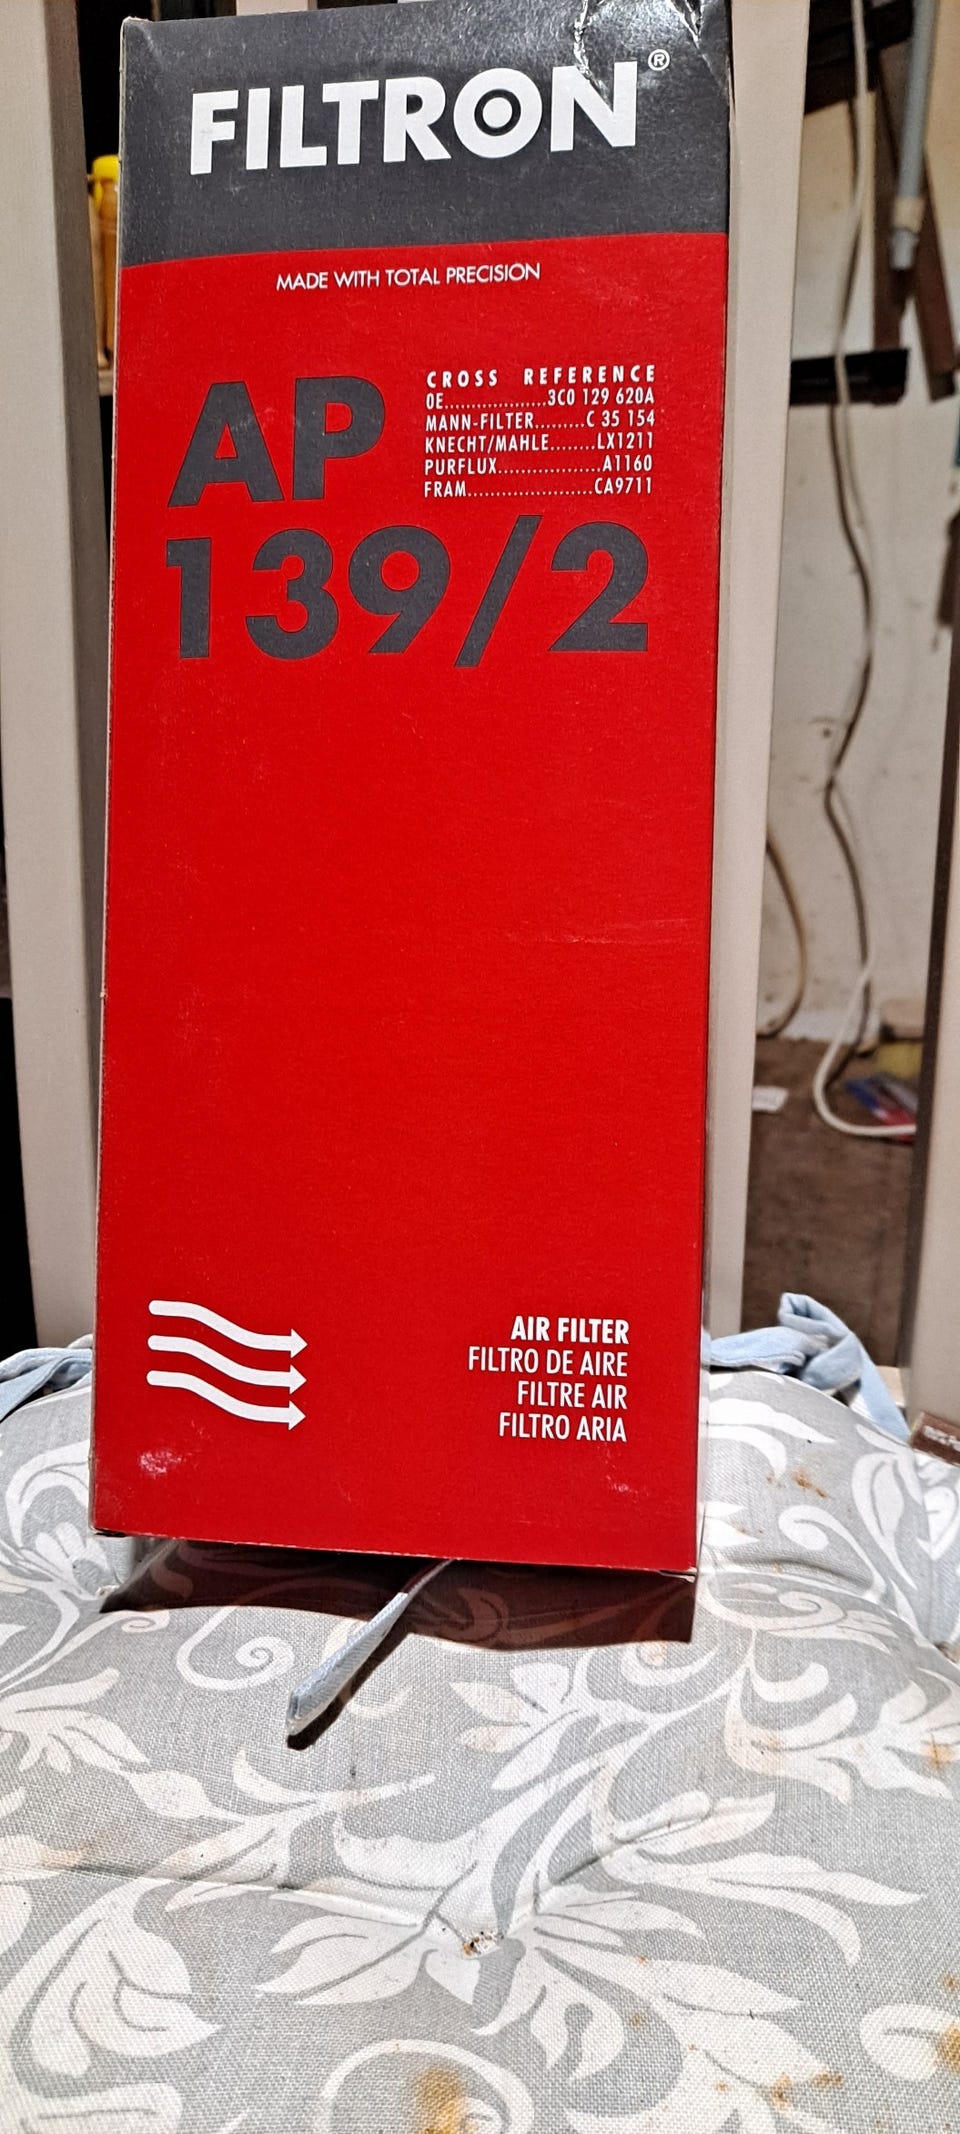 FILTRON®
MADE WITH TOTAL PRECISION
AP
139/2
CROSS REFERENCE
OE..................3C0 129 620A
MANN-FILTER.........C 35 154
KNECHT/MAHLE.......LX1211
PURFLUX..................A1160
FRAM......................CA9711
AIR FILTER
FILTRO DE AIRE
FILTRE AIR
FILTRO ARIA